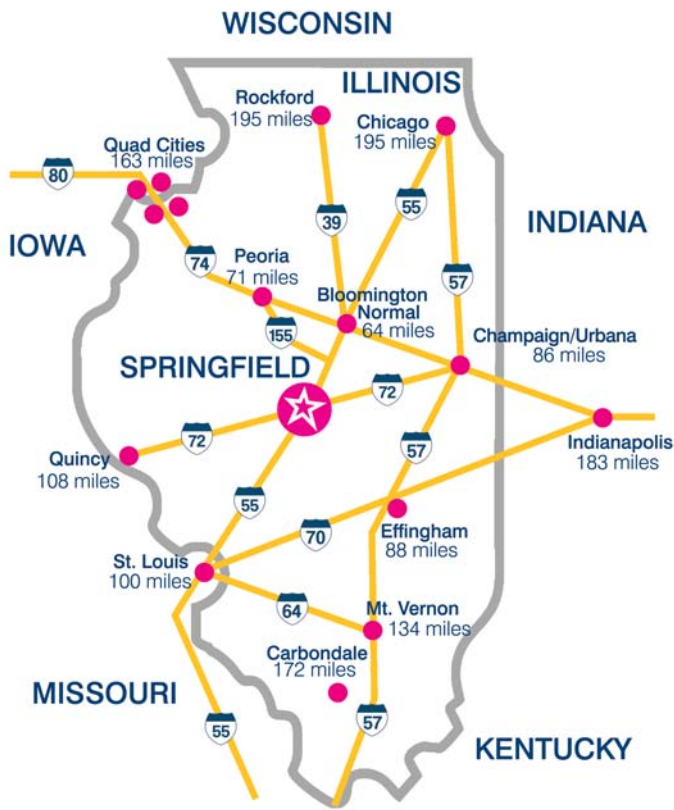 WISCONSIN
ILLINOIS
Rockford
195 miles
Chicago
195 miles
Quad Cities
163 miles
80
39
55
INDIANA
IOWA
74
Peoria
71 miles
57
Bloomington
Normal
64 miles
155
Champaign/Urbana
86 miles
SPRINGFIELD
72
72
57
Quincy
108 miles
Indianapolis
183 miles
55
70
Effingham
88 miles
St. Louis
100 miles
64
Mt. Vernon
134 miles
Carbondale
172 miles
MISSOURI
55
57
KENTUCKY